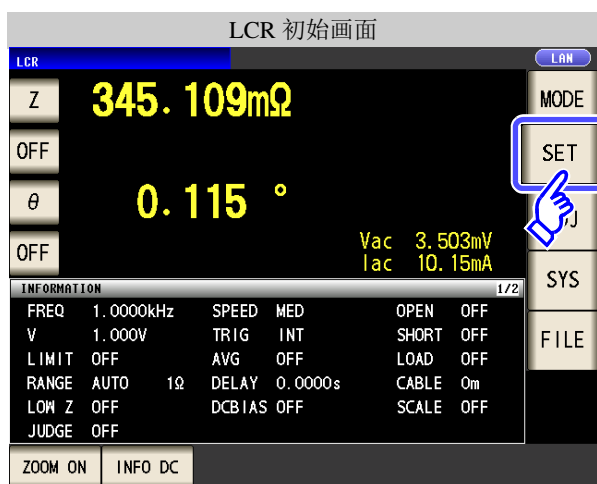 LCR 初始画面
LCR
LAN
Z 345.109mΩ
MODE
OFF
SET
θ 0.115 °
OFF
Vac 3.503mV
Iac 10.15mA
SYS
INFORMATION 1/2
FREQ 1.0000kHz SPEED MED OPEN OFF
V 1.000V TRIG INT SHORT OFF
FILE
LIMIT OFF AVG OFF LOAD OFF
RANGE AUTO 1Ω DELAY 0.0000s CABLE 0m
LOW Z OFF DCBIAS OFF SCALE OFF
JUDGE OFF
ZOOM ON INFO DC